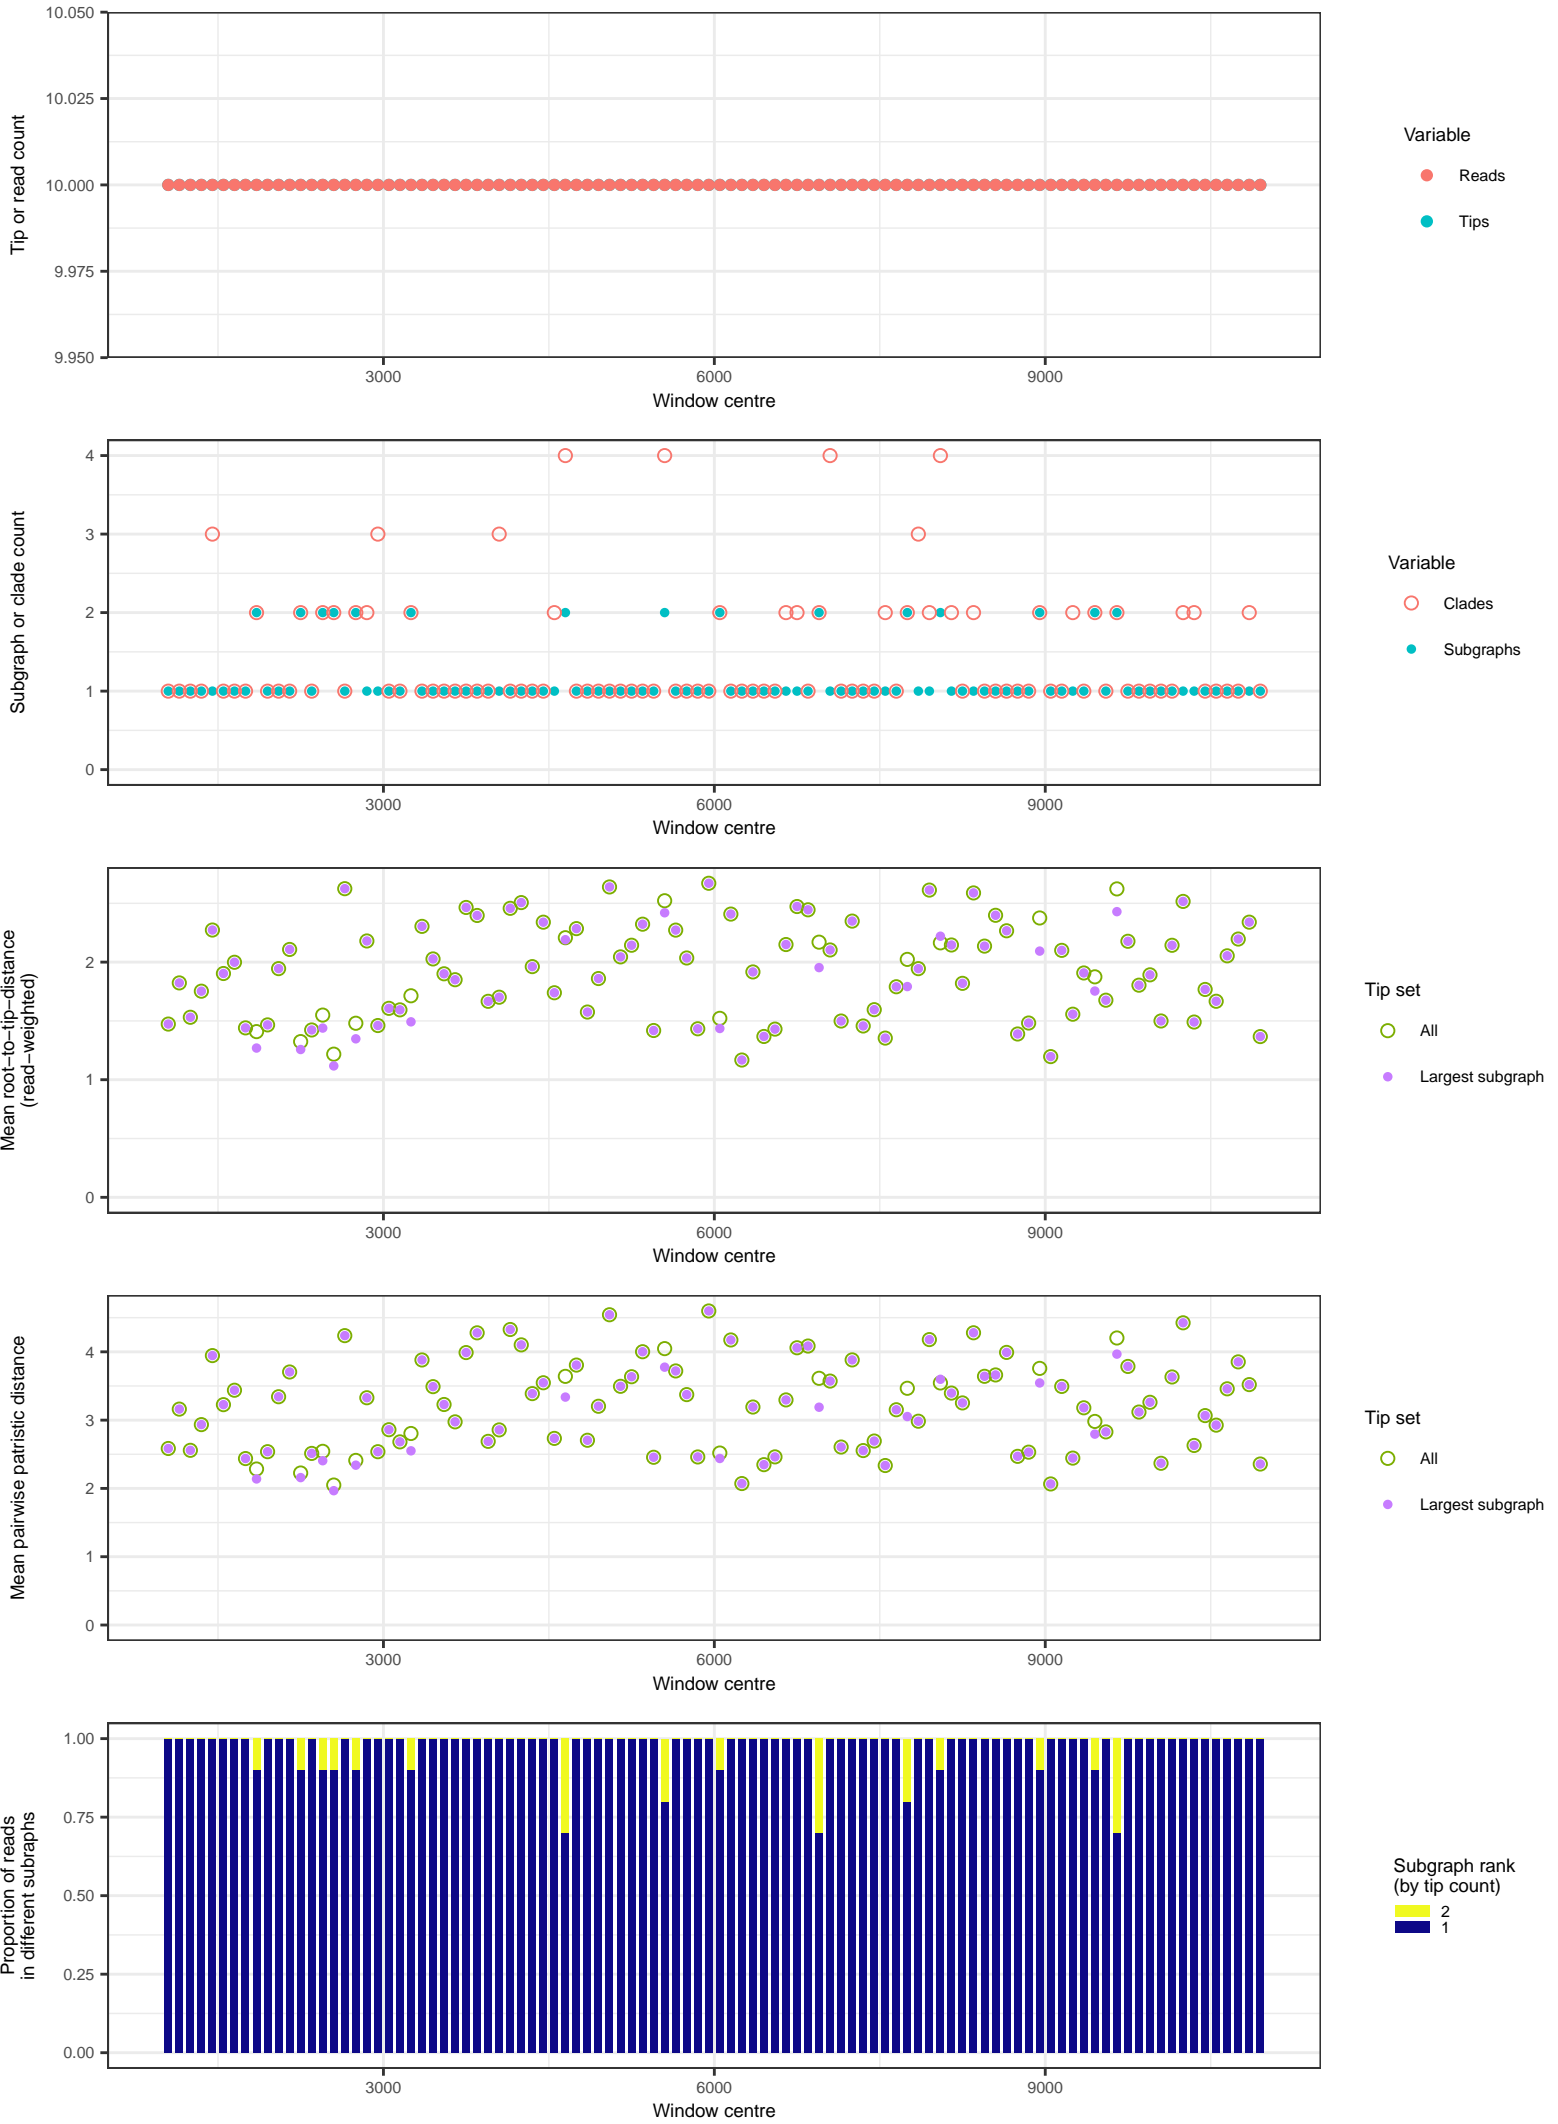 10.050
10.025
10.000
9.975
9.950
Tip or read count
3000
6000
9000
Window centre
Variable
Reads
Tips
4
3
2
1
0
Subgraph or clade count
3000
6000
9000
Window centre
Variable
Clades
Subgraphs
2
1
0
Mean root−to−tip−distance
(read−weighted)
3000
6000
9000
Window centre
Tip set
All
Largest subgraph
4
3
2
1
0
Mean pairwise patristic distance
3000
6000
9000
Window centre
Tip set
All
Largest subgraph
1.00
0.75
0.50
0.25
0.00
Proportion of reads
in different subraphs
3000
6000
9000
Window centre
Subgraph rank
(by tip count)
2
1